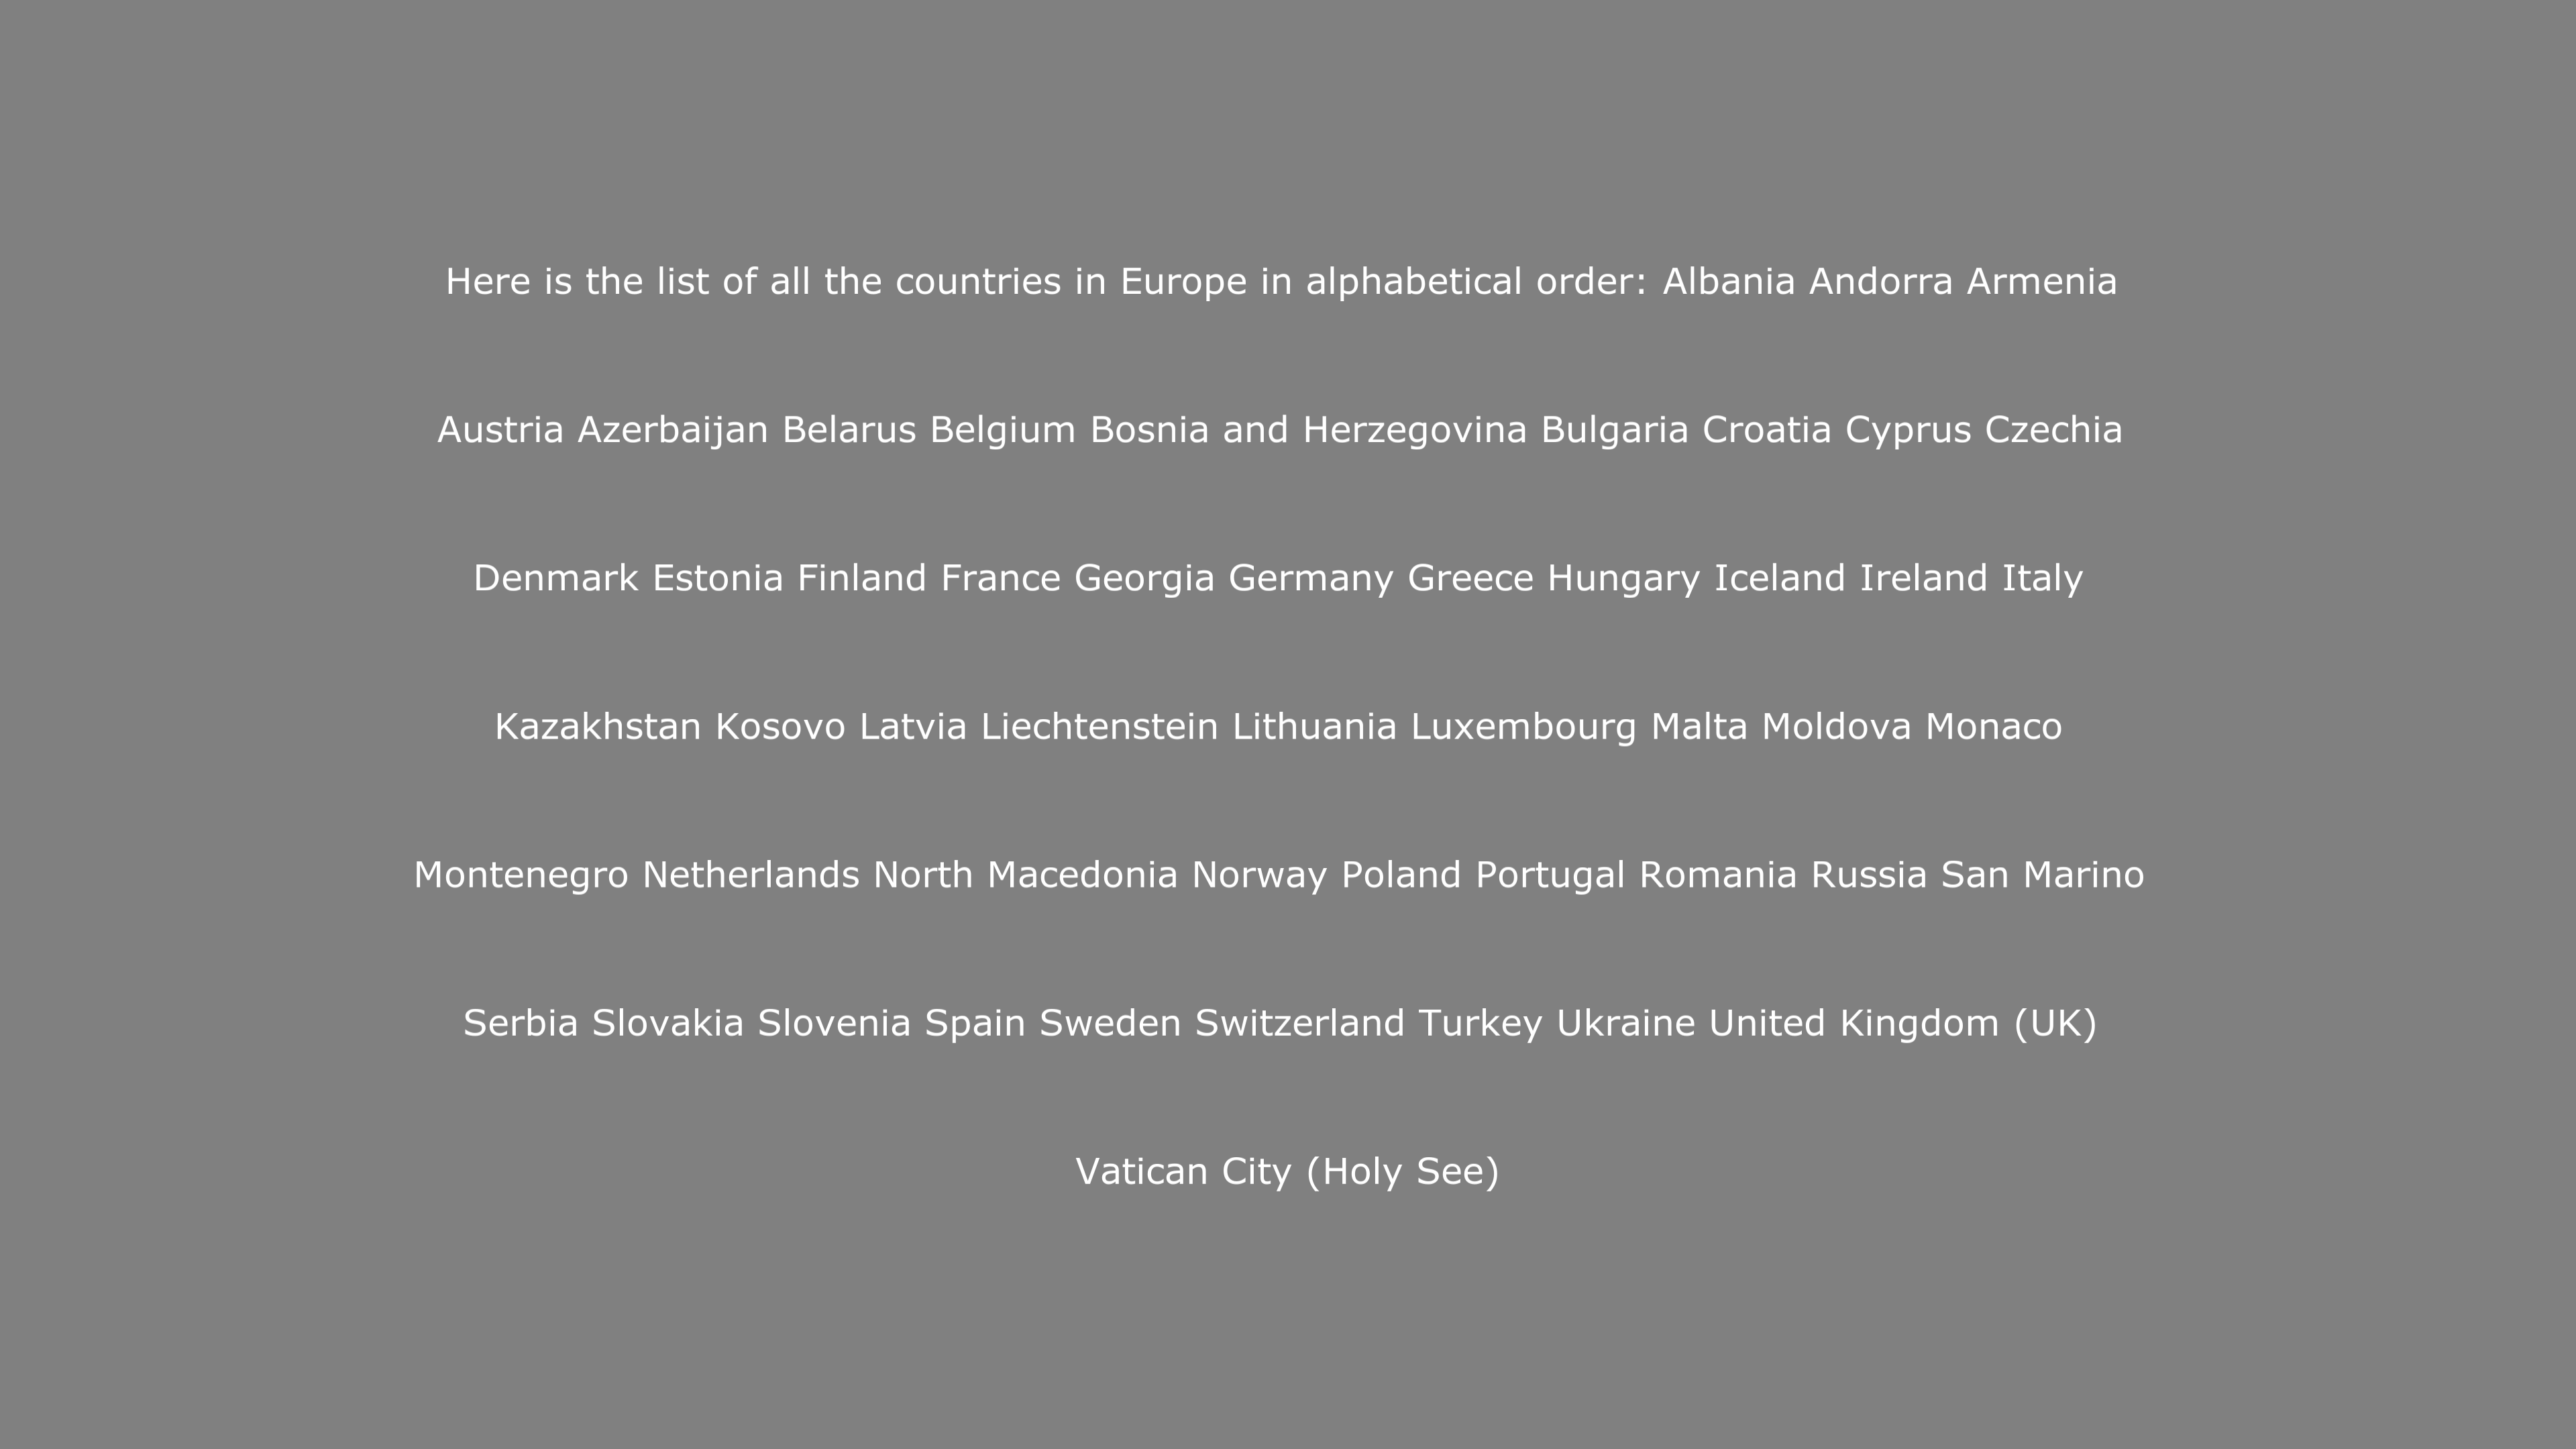 Here is the list of all the countries in Europe in alphabetical order: Albania Andorra Armenia
Austria Azerbaijan Belarus Belgium Bosnia and Herzegovina Bulgaria Croatia Cyprus Czechia
Denmark Estonia Finland France Georgia Germany Greece Hungary Iceland Ireland Italy
Kazakhstan Kosovo Latvia Liechtenstein Lithuania Luxembourg Malta Moldova Monaco
Montenegro Netherlands North Macedonia Norway Poland Portugal Romania Russia San Marino
Serbia Slovakia Slovenia Spain Sweden Switzerland Turkey Ukraine United Kingdom (UK)
Vatican City (Holy See)